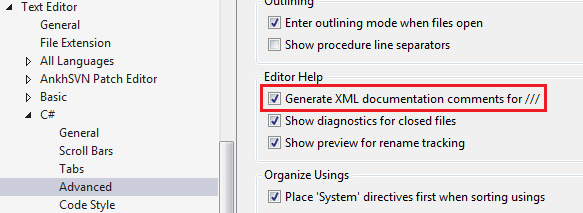 Text Editor
General
File Extension
All Languages
AnkhSVN Patch Editor
Basic
C#
General
Scroll Bars
Tabs
Advanced
Code Style
Outlining
Enter outlining mode when files open
Show procedure line separators
Editor Help
Generate XML documentation comments for ///
Show diagnostics for closed files
Show preview for rename tracking
Organize Usings
Place 'System' directives first when sorting usings